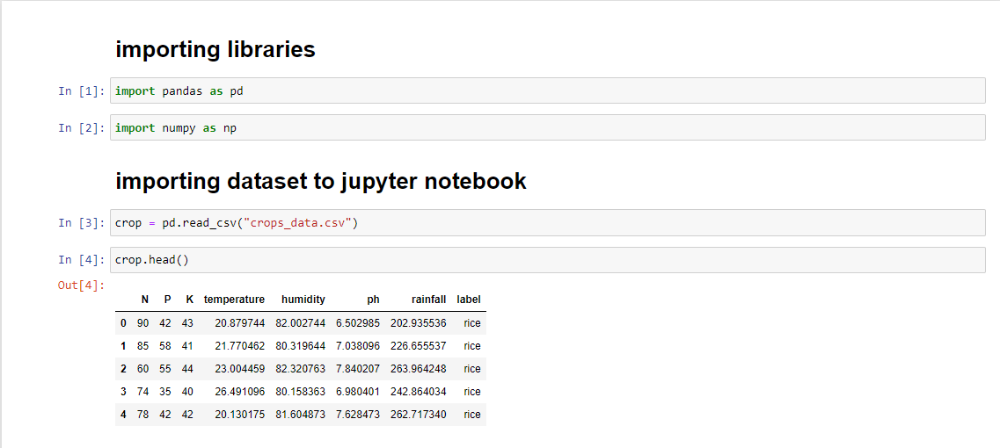 importing libraries
In [1]: import pandas as pd
In [2]: import numpy as np
importing dataset to jupyter notebook
In [3]: crop = pd.read_csv("crops_data.csv")
In [4]: crop.head()
Out[4]:
N P K temperature humidity ph rainfall label
0 90 42 43 20.879744 82.002744 6.502985 202.935536 rice
1 85 58 41 21.770462 80.319644 7.038096 226.655537 rice
2 60 55 44 23.004459 82.320763 7.840207 263.964248 rice
3 74 35 40 26.491096 80.158363 6.980401 242.864034 rice
4 78 42 42 20.130175 81.604873 7.628473 262.717340 rice